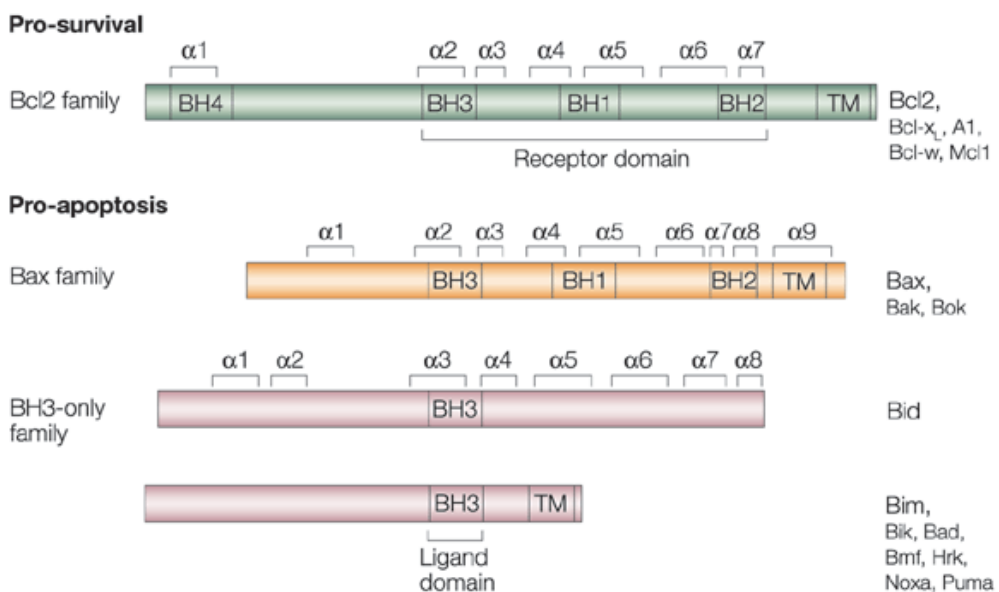 Pro-survival
α1 α2 α3 α4 α5 α6 α7
Bcl2 family BH4 BH3 BH1 BH2 TM Bcl2,
Bcl-xL, A1,
Bcl-w, Mcl1
Receptor domain
Pro-apoptosis
α1 α2 α3 α4 α5 α6 α7 α8 α9
Bax family BH3 BH1 BH2 TM Bax,
Bak, Bok
α1 α2 α3 α4 α5 α6 α7 α8
BH3-only
family
BH3 Bid
BH3 TM Bim,
Bik, Bad,
Bmf, Hrk,
Noxa, Puma
Ligand
domain